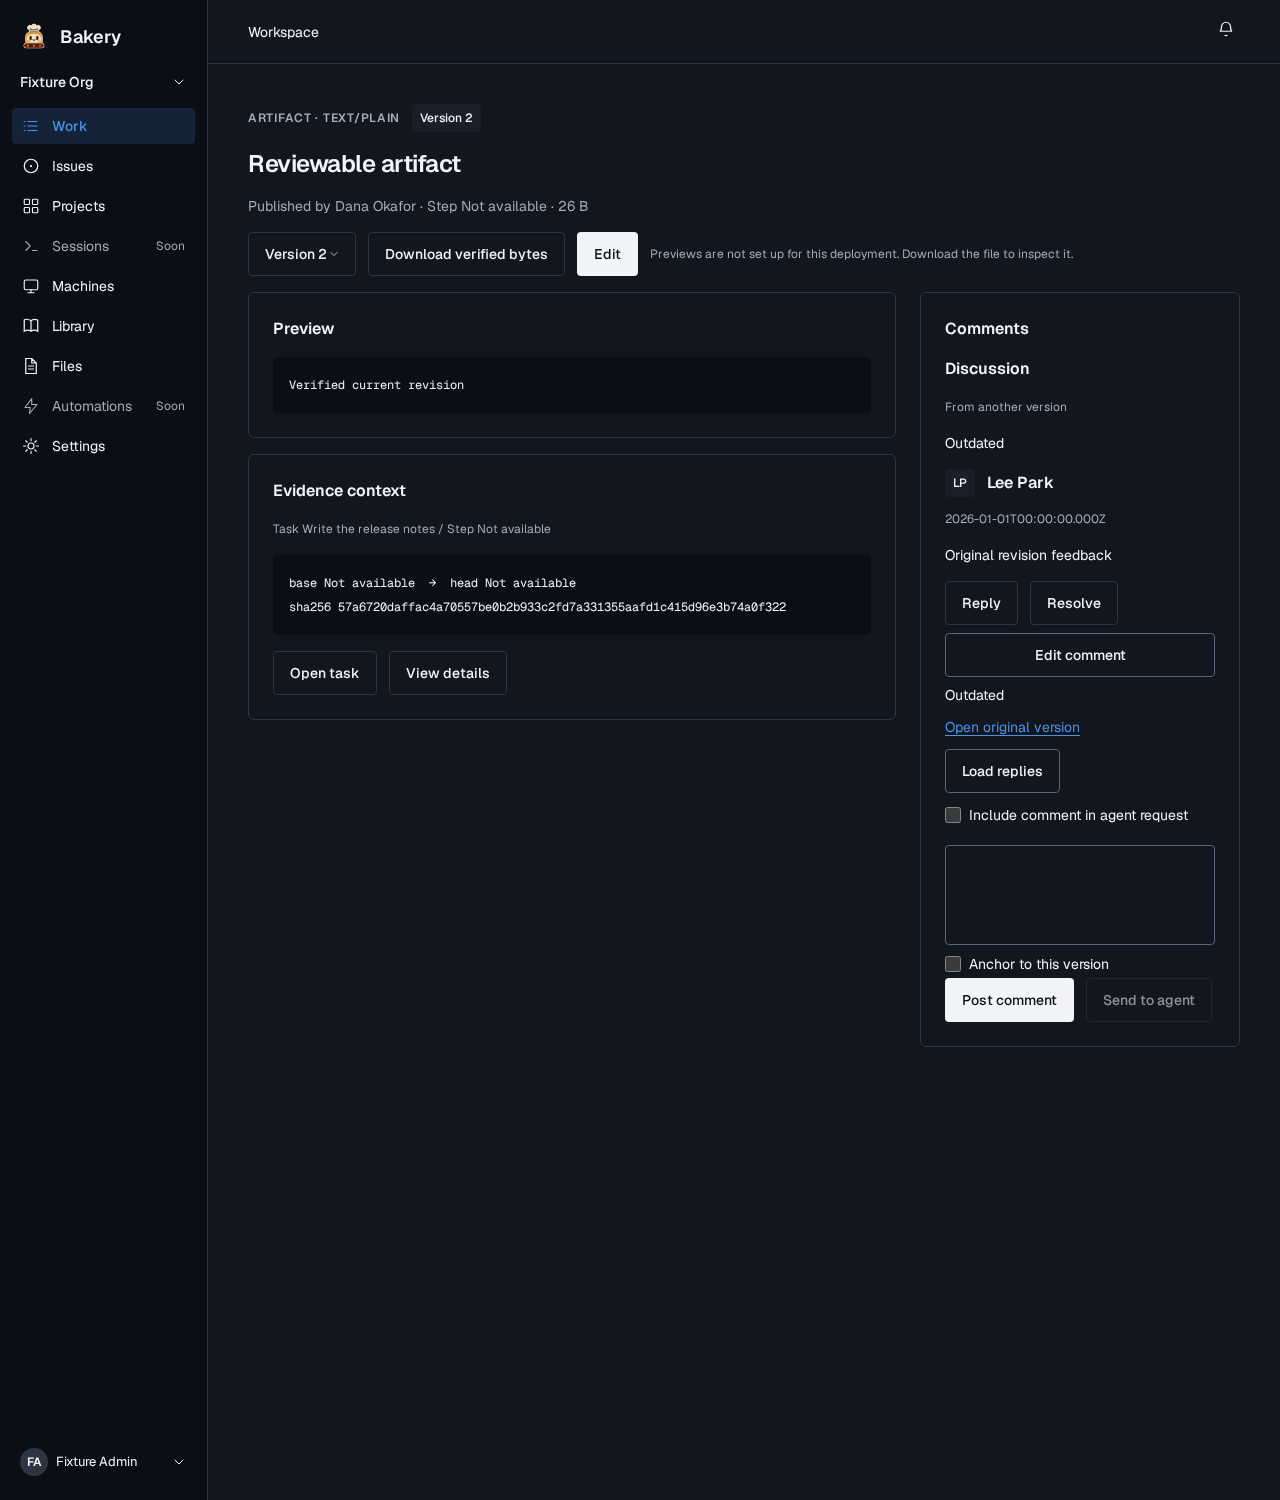 Bakery
Fixture Org
Work
Issues
Projects
Sessions Soon
Machines
Library
Files
Automations Soon
Settings
FA Fixture Admin
Workspace
ARTIFACT · TEXT/PLAIN Version 2
Reviewable artifact
Published by Dana Okafor · Step Not available · 26 B
Version 2 Download verified bytes Edit Previews are not set up for this deployment. Download the file to inspect it.
Preview
Verified current revision
Evidence context
Task Write the release notes / Step Not available
base Not available → head Not available
sha256 57a6720daffac4a70557be0b2b933c2fd7a331355aafd1c415d96e3b74a0f322
Open task View details
Comments
Discussion
From another version
Outdated
LP Lee Park
2026-01-01T00:00:00.000Z
Original revision feedback
Reply Resolve
Edit comment
Outdated
Open original version
Load replies
Include comment in agent request
Anchor to this version
Post comment Send to agent